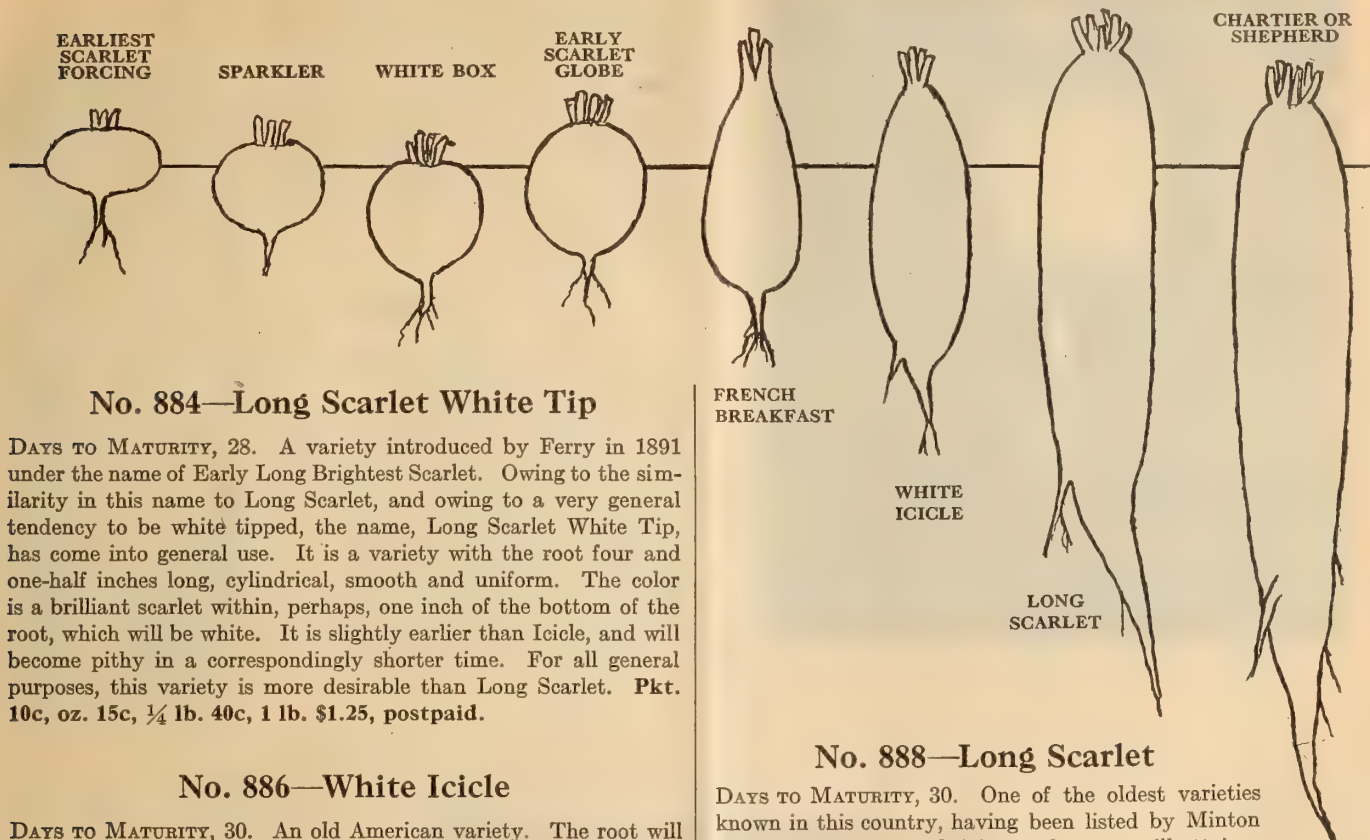 EARLIEST
SCARLET
FORCING
SPARKLER
WHITE BOX
EARLY
SCARLET
GLOBE
CHARTIER OR
SHEPHERD
FRENCH
BREAKFAST
WHITE
ICICLE
LONG
SCARLET
No. 884—Long Scarlet White Tip
DAYS TO MATURITY, 28. A variety introduced by Ferry in 1891
under the name of Early Long Brightest Scarlet. Owing to the sim-
ilarity in this name to Long Scarlet, and owing to a very general
tendency to be white tipped, the name, Long Scarlet White Tip,
has come into general use. It is a variety with the root four and
one-half inches long, cylindrical, smooth and uniform. The color
is a brilliant scarlet within, perhaps, one inch of the bottom of the
root, which will be white. It is slightly earlier than Icicle, and will
become pithy in a correspondingly shorter time. For all general
purposes, this variety is more desirable than Long Scarlet. Pkt.
10c, oz. 15c, ¼ lb. 40c, 1 lb. $1.25, postpaid.
No. 886—White Icicle
DAYS TO MATURITY, 30. An old American variety. The root will
No. 888—Long Scarlet
DAYS TO MATURITY, 30. One of the oldest varieties
known in this country, having been listed by Minton